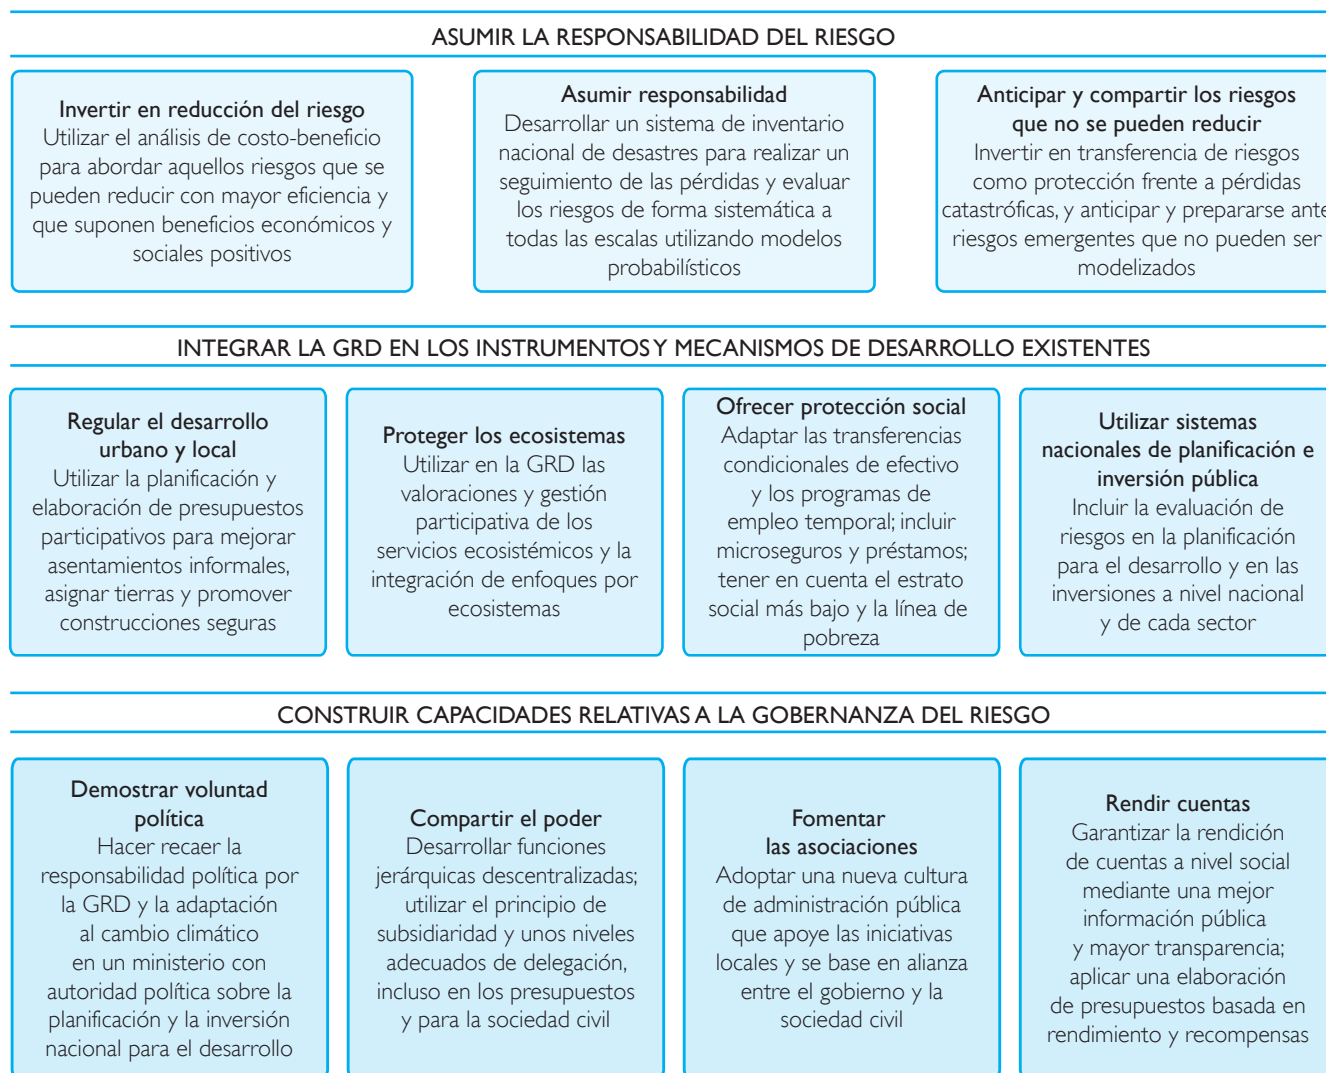 ASUMIR LA RESPONSABILIDAD DEL RIESGO
Invertir en reducción del riesgo
Utilizar el análisis de costo-beneficio
para abordar aquellos riesgos que se
pueden reducir con mayor eficiencia y
que suponen beneficios económicos y
sociales positivos
Asumir responsabilidad
Desarrollar un sistema de inventario
nacional de desastres para realizar un
seguimiento de las pérdidas y evaluar
los riesgos de forma sistemática a
todas las escalas utilizando modelos
probabilísticos
Anticipar y compartir los riesgos
que no se pueden reducir
Invertir en transferencia de riesgos
como protección frente a pérdidas
catastróficas, y anticipar y prepararse ante
riesgos emergentes que no pueden ser
modelizados
INTEGRAR LA GRD EN LOS INSTRUMENTOS Y MECANISMOS DE DESARROLLO EXISTENTES
Regular el desarrollo
urbano y local
Utilizar la planificación y
elaboración de presupuestos
participativos para mejorar
asentamientos informales,
asignar tierras y promover
construcciones seguras
Proteger los ecosistemas
Utilizar en la GRD las
valoraciones y gestión
participativa de los
servicios ecosistémicos y la
integración de enfoques por
ecosistemas
Ofrecer protección social
Adaptar las transferencias
condicionales de efectivo
y los programas de
empleo temporal; incluir
microseguros y préstamos;
tener en cuenta el estrato
social más bajo y la línea de
pobreza
Utilizar sistemas
nacionales de planificación e
inversión pública
Incluir la evaluación de
riesgos en la planificación
para el desarrollo y en las
inversiones a nivel nacional
y de cada sector
CONSTRUIR CAPACIDADES RELATIVAS A LA GOBERNANZA DEL RIESGO
Demostrar voluntad
política
Hacer recaer la
responsabilidad política por
la GRD y la adaptación
al cambio climático
en un ministerio con
autoridad política sobre la
planificación y la inversión
nacional para el desarrollo
Compartir el poder
Desarrollar funciones
jerárquicas descentralizadas;
utilizar el principio de
subsidiaridad y unos niveles
adecuados de delegación,
incluso en los presupuestos
y para la sociedad civil
Fomentar
las asociaciones
Adoptar una nueva cultura
de administración pública
que apoye las iniciativas
locales y se base en alianza
entre el gobierno y la
sociedad civil
Rendir cuentas
Garantizar la rendición
de cuentas a nivel social
mediante una mejor
información pública
y mayor transparencia;
aplicar una elaboración
de presupuestos basada en
rendimiento y recompensas